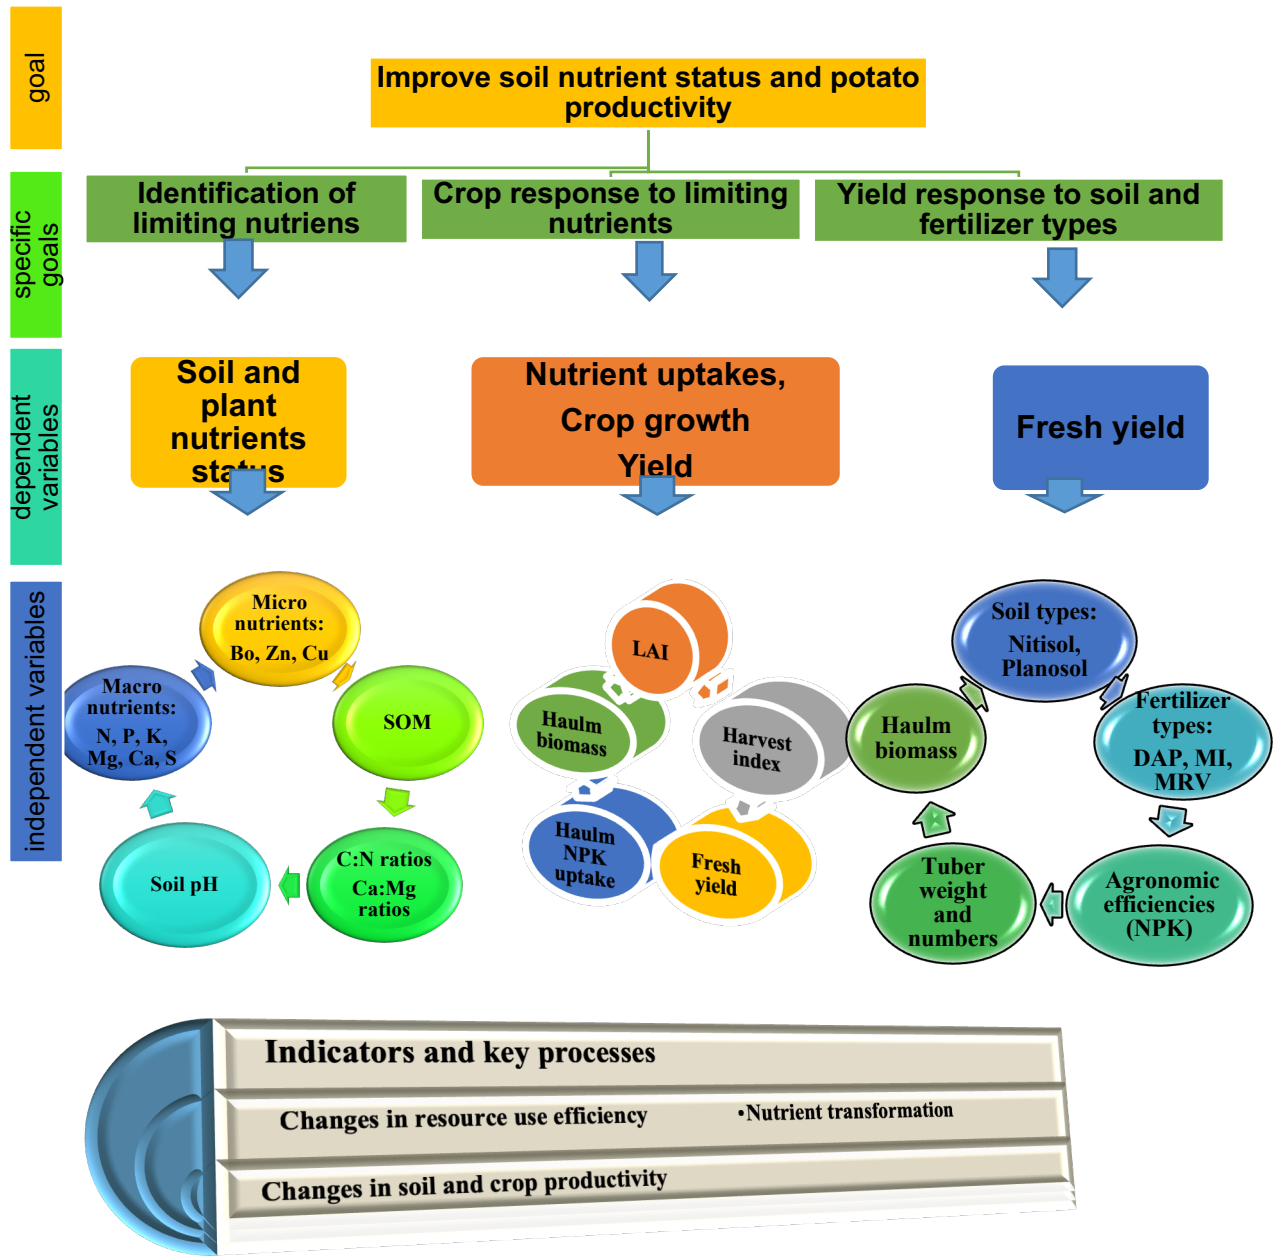 goal
Improve soil nutrient status and potato
productivity
specific
goals
Identification of
limiting nutriens
Crop response to limiting
nutrients
Yield response to soil and
fertilizer types
dependent
variables
Soil and
plant
nutrients
status
Nutrient uptakes,
Crop growth
Yield
Fresh yield
independent variables
Micro
nutrients:
Bo, Zn, Cu
Macro
nutrients:
N, P, K,
Mg, Ca, S
SOM
Soil pH
C:N ratios
Ca:Mg
ratios
LAI
Haulm
biomass
Harvest
index
Haulm
NPK
uptake
Fresh
yield
Soil types:
Nitisol,
Planosol
Haulm
biomass
Fertilizer
types:
DAP, MI,
MRV
Tuber
weight
and
numbers
Agronomic
efficiencies
(NPK)
Indicators and key processes
Changes in resource use efficiency
•Nutrient transformation
Changes in soil and crop productivity